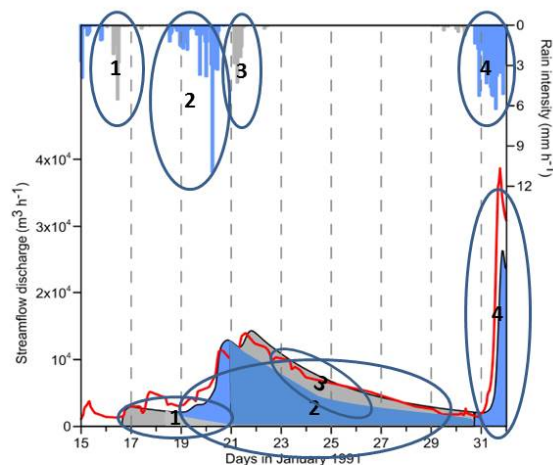 0
3
6
9
12
Rain intensity (mm h⁻¹)
1
2
3
4
4x10⁴
3x10⁴
2x10⁴
10⁴
0
Streamflow discharge (m³ h⁻¹)
1
2
3
4
15 17 19 21 23 25 27 29 31
Days in January 1991